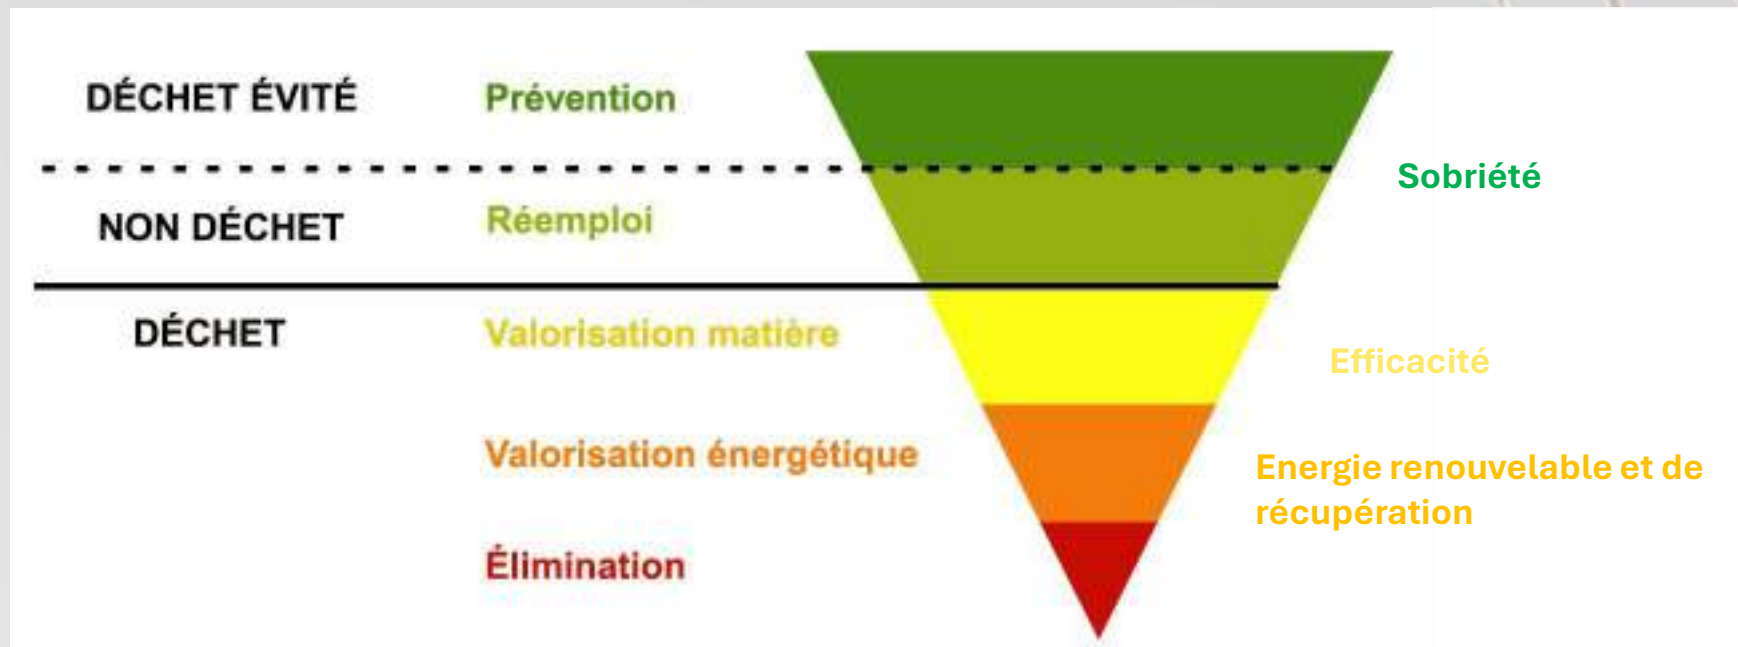 DÉCHET ÉVITÉ
Prévention
Sobriété
NON DÉCHET
Réemploi
DÉCHET
Valorisation matière
Efficacité
Valorisation énergétique
Energie renouvelable et de
récupération
Élimination